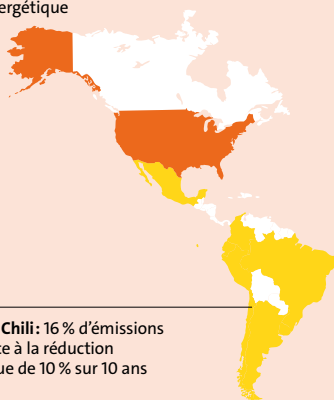 ergétique
Chili : 16 % d'émissions
ce à la réduction
ue de 10 % sur 10 ans